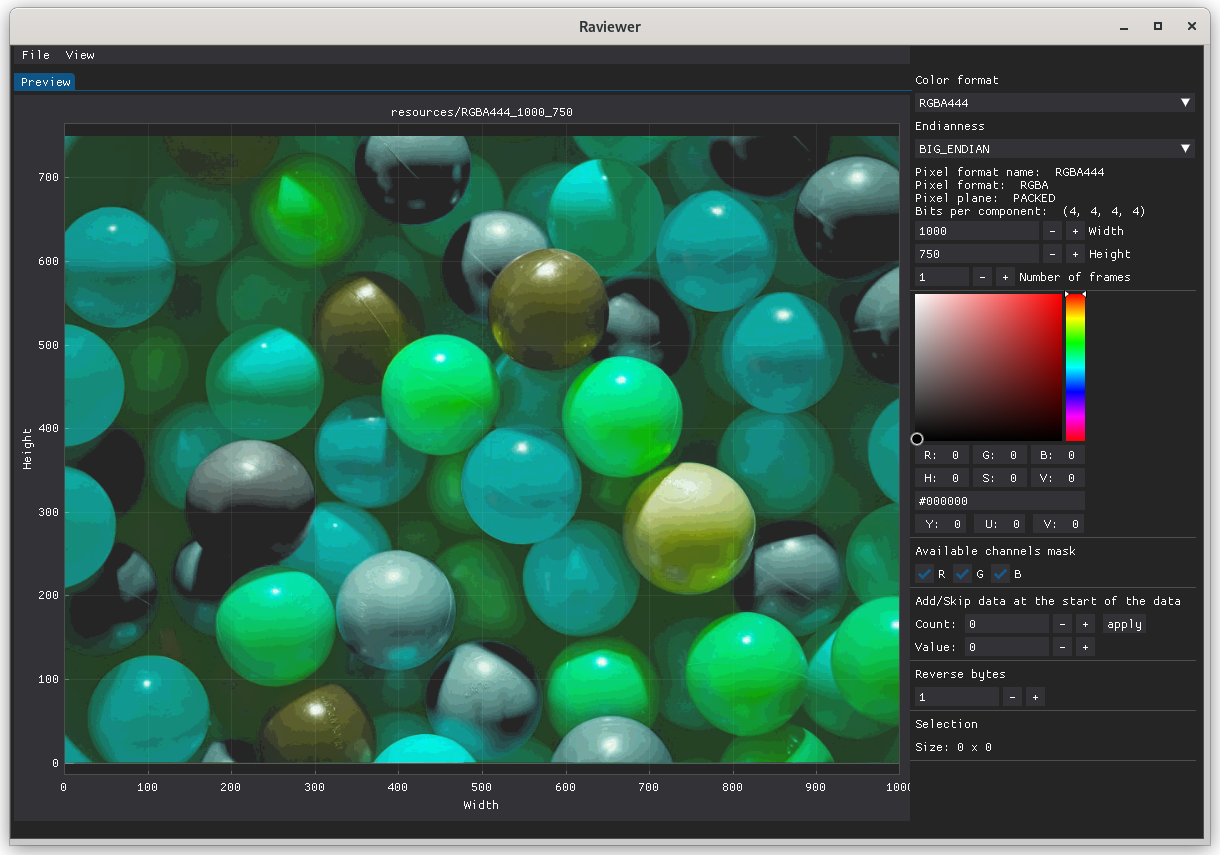 Raviewer
File View
Preview
resources/RGBA444_1000_750
Height
700
600
500
400
300
200
100
0
0 100 200 300 400 500 600 700 800 900 1000
Width
Color format
RGBA444
Endianness
BIG_ENDIAN
Pixel format name: RGBA444
Pixel format: RGBA
Pixel plane: PACKED
Bits per component: (4, 4, 4, 4)
1000 - + Width
750 - + Height
1 - + Number of frames
R: 0 G: 0 B: 0
H: 0 S: 0 V: 0
#000000
Y: 0 U: 0 V: 0
Available channels mask
R G B
Add/Skip data at the start of the data
Count: 0 - + apply
Value: 0 - +
Reverse bytes
1 - +
Selection
Size: 0 x 0